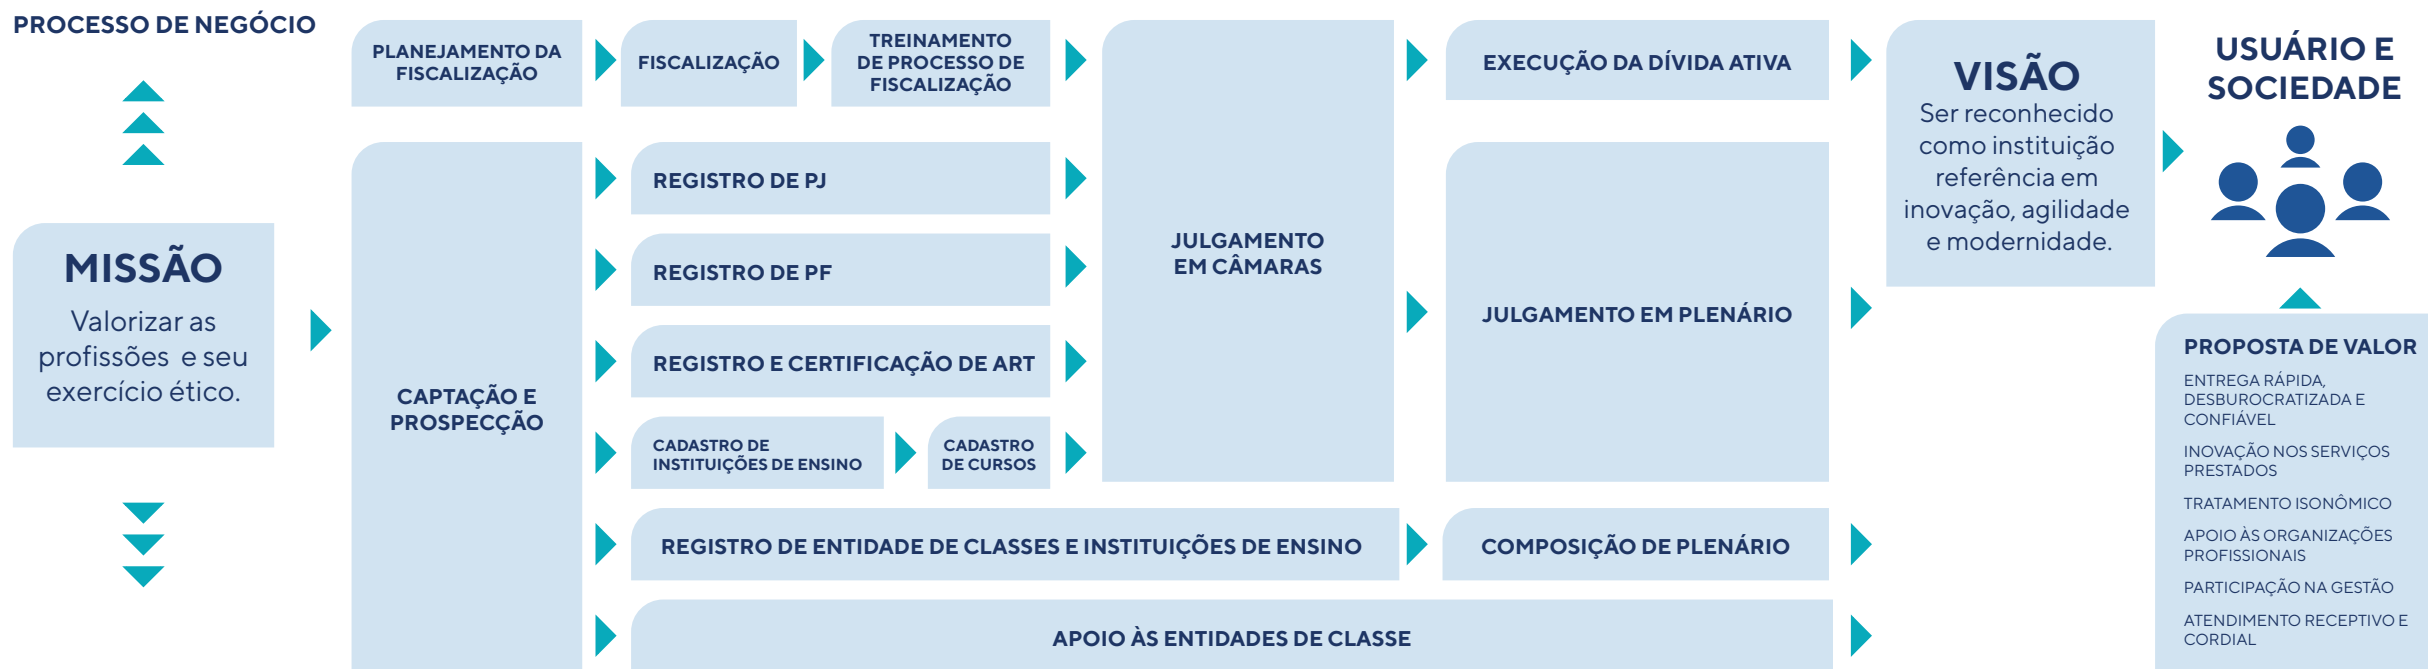 PROCESSO DE NEGÓCIO
MISSÃO
Valorizar as
profissões e seu
exercício ético.
PLANEJAMENTO DA
FISCALIZAÇÃO
FISCALIZAÇÃO
TREINAMENTO
DE PROCESSO DE
FISCALIZAÇÃO
CAPTAÇÃO E
PROSPECÇÃO
REGISTRO DE PJ
REGISTRO DE PF
REGISTRO E CERTIFICAÇÃO DE ART
CADASTRO DE
INSTITUIÇÕES DE ENSINO
CADASTRO
DE CURSOS
REGISTRO DE ENTIDADE DE CLASSES E INSTITUIÇÕES DE ENSINO
APOIO ÀS ENTIDADES DE CLASSE
JULGAMENTO
EM CÂMARAS
EXECUÇÃO DA DÍVIDA ATIVA
JULGAMENTO EM PLENÁRIO
COMPOSIÇÃO DE PLENÁRIO
VISÃO
Ser reconhecido
como instituição
referência em
inovação, agilidade
e modernidade.
USUÁRIO E
SOCIEDADE
PROPOSTA DE VALOR
ENTREGA RÁPIDA,
DESBUROCRATIZADA E
CONFIÁVEL
INOVAÇÃO NOS SERVIÇOS
PRESTADOS
TRATAMENTO ISONÔMICO
APOIO ÀS ORGANIZAÇÕES
PROFISSIONAIS
PARTICIPAÇÃO NA GESTÃO
ATENDIMENTO RECEPTIVO E
CORDIAL